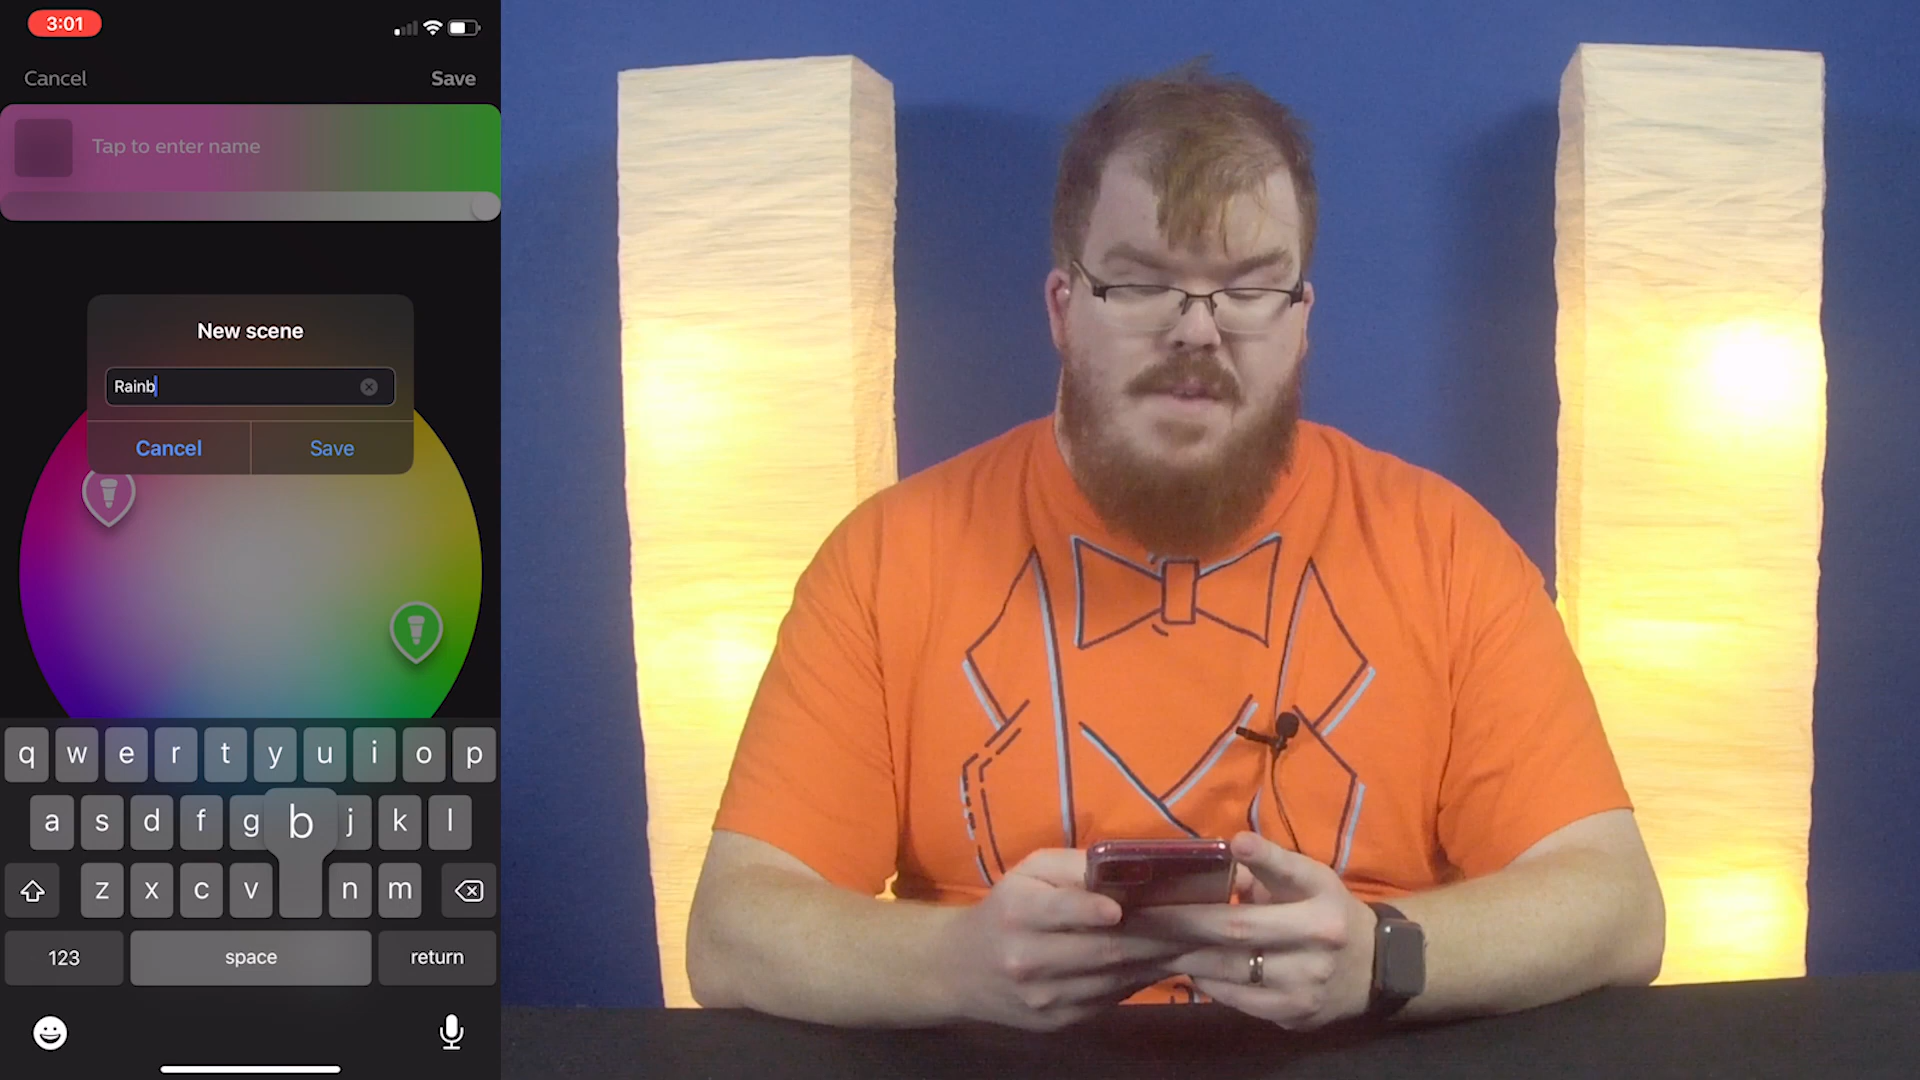 3:01
Cancel Save
Tap to enter name
New scene
Rainb
Cancel Save
q w e r t y u i o p
a s d f g b j k l
z x c v n m
123 space return